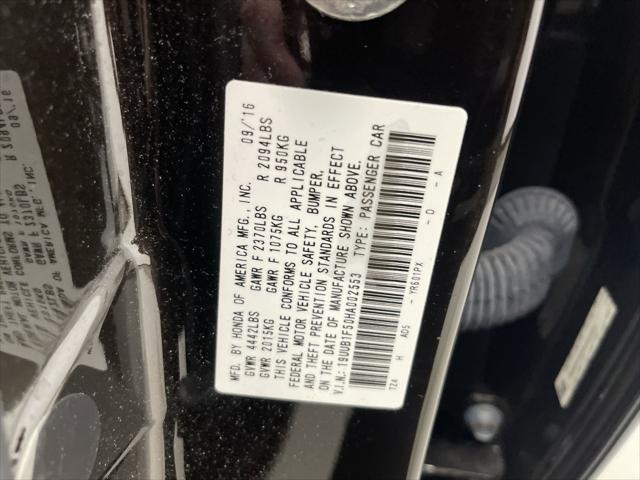 MFD. BY HONDA OF AMERICA MFG., INC. 09/'16
GVWR 4442LBS GAWR F 2370LBS R 2094LBS
GVWR 2015KG GAWR F 1075KG R 950KG
THIS VEHICLE CONFORMS TO ALL APPLICABLE
FEDERAL MOTOR VEHICLE SAFETY, BUMPER,
AND THEFT PREVENTION STANDARDS IN EFFECT
ON THE DATE OF MANUFACTURE SHOWN ABOVE.
V.I.N.: 19UUB1F50HA002553 TYPE: PASSENGER CAR
TZ4 H AD5 - YR601PX - D - A